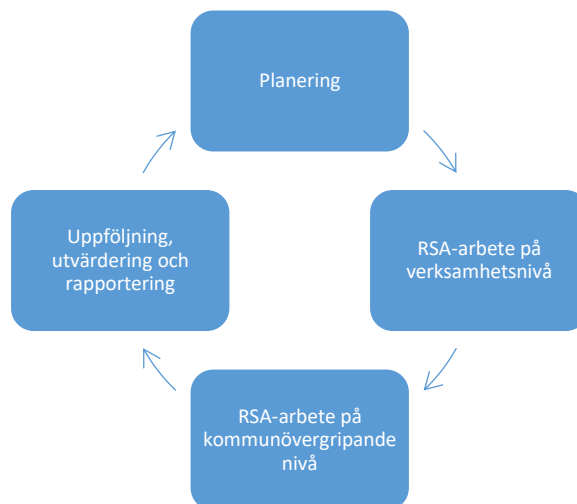 Planering
RSA-arbete på
verksamhetsnivå
RSA-arbete på
kommunövergripande
nivå
Uppföljning,
utvärdering och
rapportering